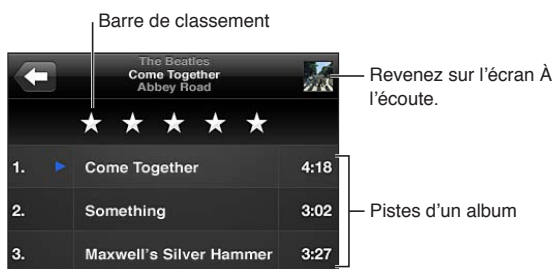 Barre de classement
The Beatles
Come Together
Abbey Road
Revenez sur l'écran À
l'écoute.
1. Come Together 4:18
2. Something 3:02
Pistes d'un album
3. Maxwell's Silver Hammer 3:27